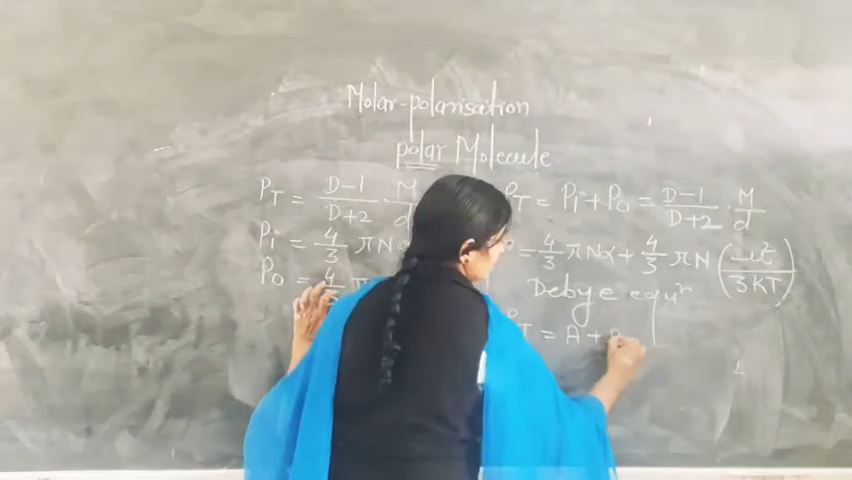 Molar-polarisation
polar Molecule
P_T = D-1/D+2 . M/d
P_i = 4/3 πN
P_o = 4/3 π
P_T = P_i + P_o = D-1/D+2 . M/d
= 4/3 πNα + 4/3 πN (μ²/3KT)
Debye equⁿ
P_T = A +